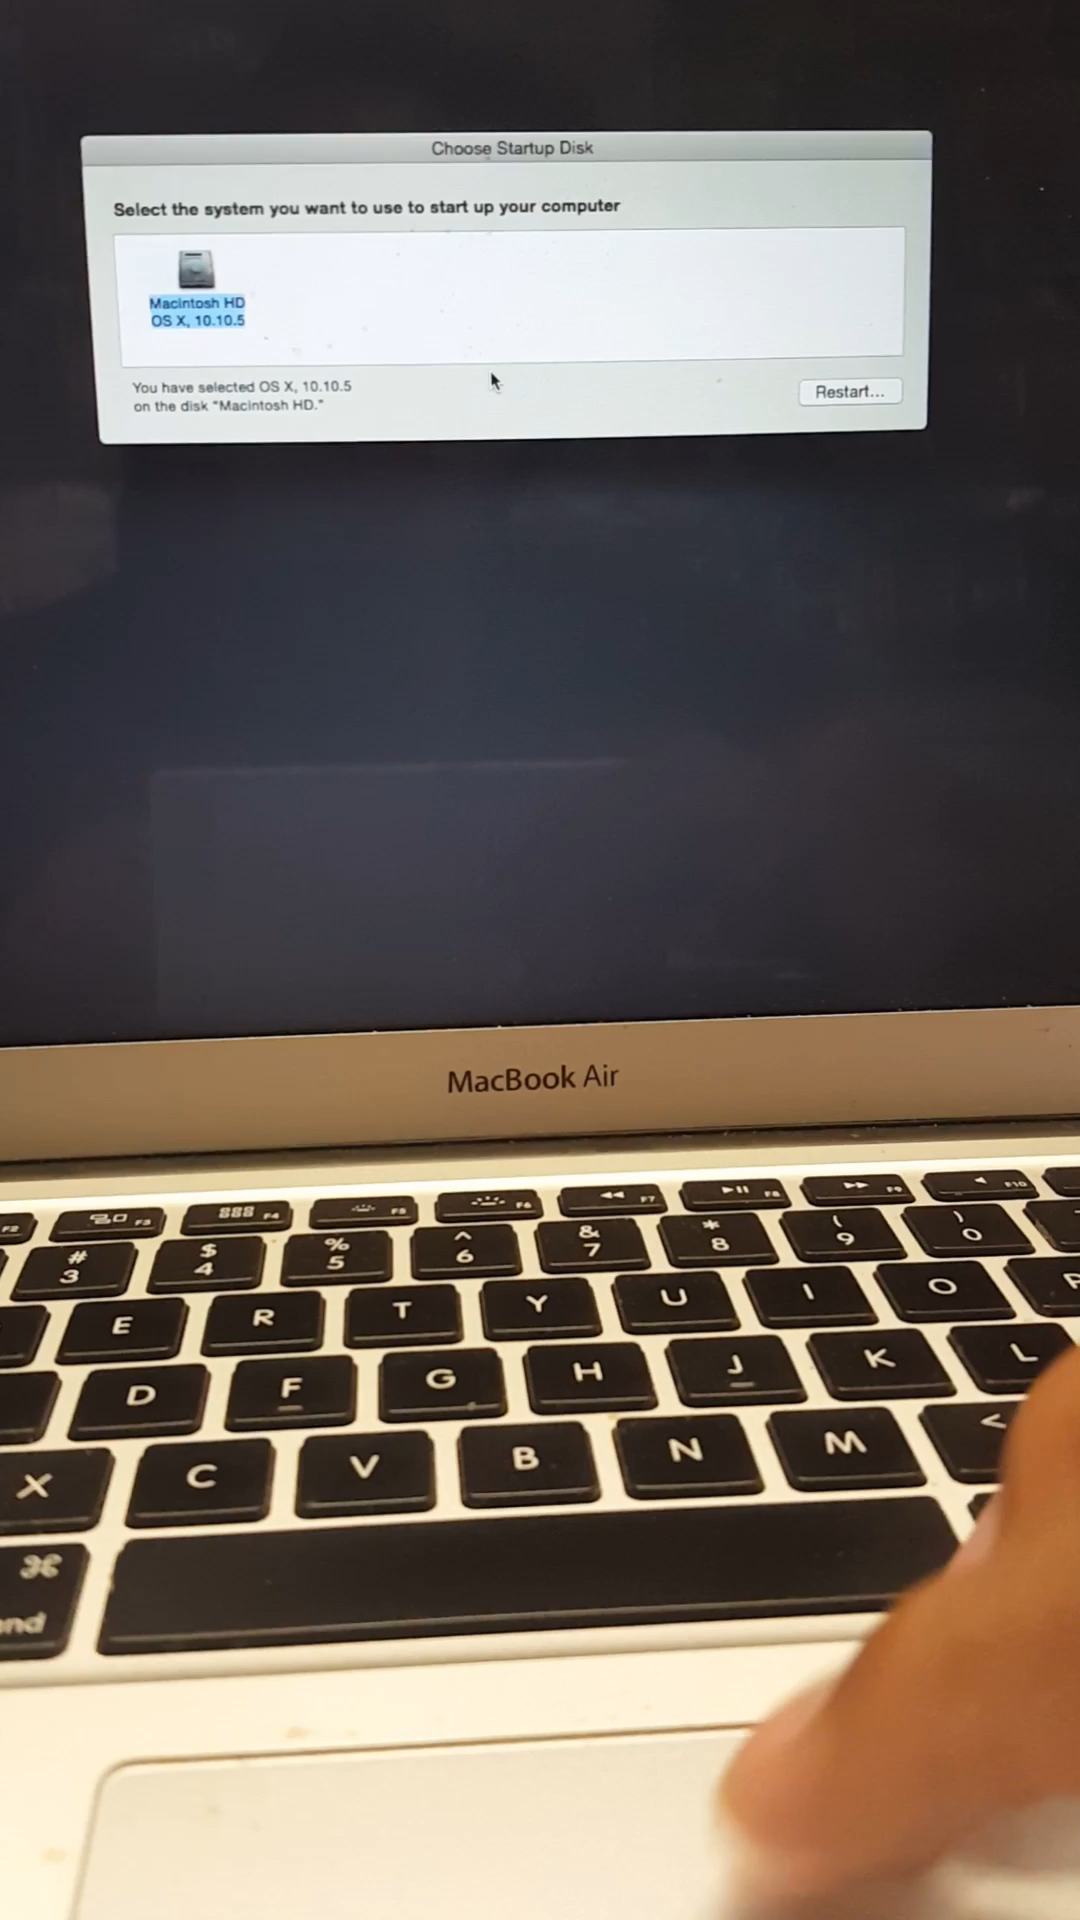 Choose Startup Disk
Select the system you want to use to start up your computer
Macintosh HD
OS X, 10.10.5
You have selected OS X, 10.10.5
on the disk “Macintosh HD.”
Restart...
MacBook Air
F2 F3 F4 F5 F6 F7 F8 F9 F10
# $ % ^ & * ( )
3 4 5 6 7 8 9 0
E R T Y U I O P
D F G H J K L
X C V B N M <
⌘